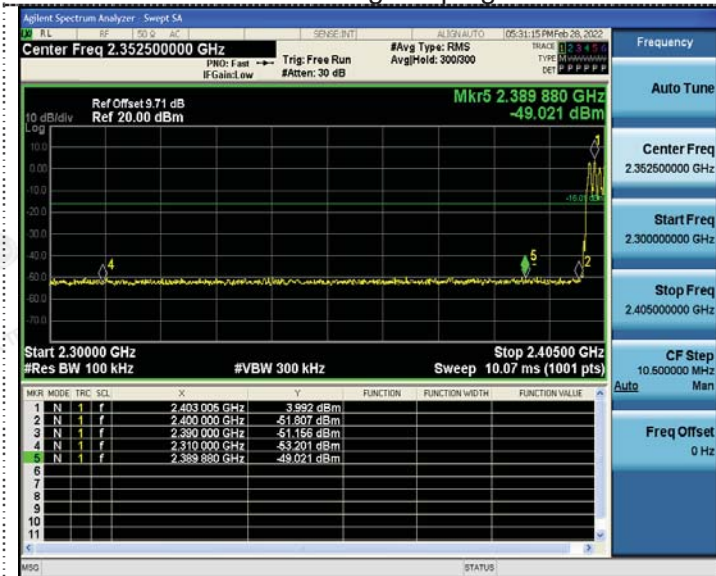 Agilent Spectrum Analyzer - Swept SA
RL RF 50 Ω AC SENSE:INT ALIGN AUTO 05:31:15 PM Feb 28, 2022
Center Freq 2.352500000 GHz
PNO: Fast
IFGain:Low
Trig: Free Run
#Atten: 30 dB
#Avg Type: RMS
Avg|Hold: 300/300
TRACE 1 2 3 4 5 6
TYPE M
DET P P P P P P
Ref Offset 9.71 dB
Ref 20.00 dBm
10 dB/div
Log
Mkr5 2.389 880 GHz
-49.021 dBm
10.0
0.00
-10.0
-20.0
-30.0
-40.0
-50.0
-60.0
-70.0
1
4
5
2
Start 2.30000 GHz
#Res BW 100 kHz
#VBW 300 kHz
Stop 2.40500 GHz
Sweep 10.07 ms (1001 pts)
MKR MODE TRC SCL X Y FUNCTION FUNCTION WIDTH FUNCTION VALUE
1 N 1 f 2.403 005 GHz 3.992 dBm
2 N 1 f 2.400 000 GHz -51.807 dBm
3 N 1 f 2.390 000 GHz -51.156 dBm
4 N 1 f 2.310 000 GHz -53.201 dBm
5 N 1 f 2.389 880 GHz -49.021 dBm
6
7
8
9
10
11
MSG
STATUS
Frequency
Auto Tune
Center Freq
2.352500000 GHz
Start Freq
2.300000000 GHz
Stop Freq
2.405000000 GHz
CF Step
10.500000 MHz
Auto Man
Freq Offset
0 Hz